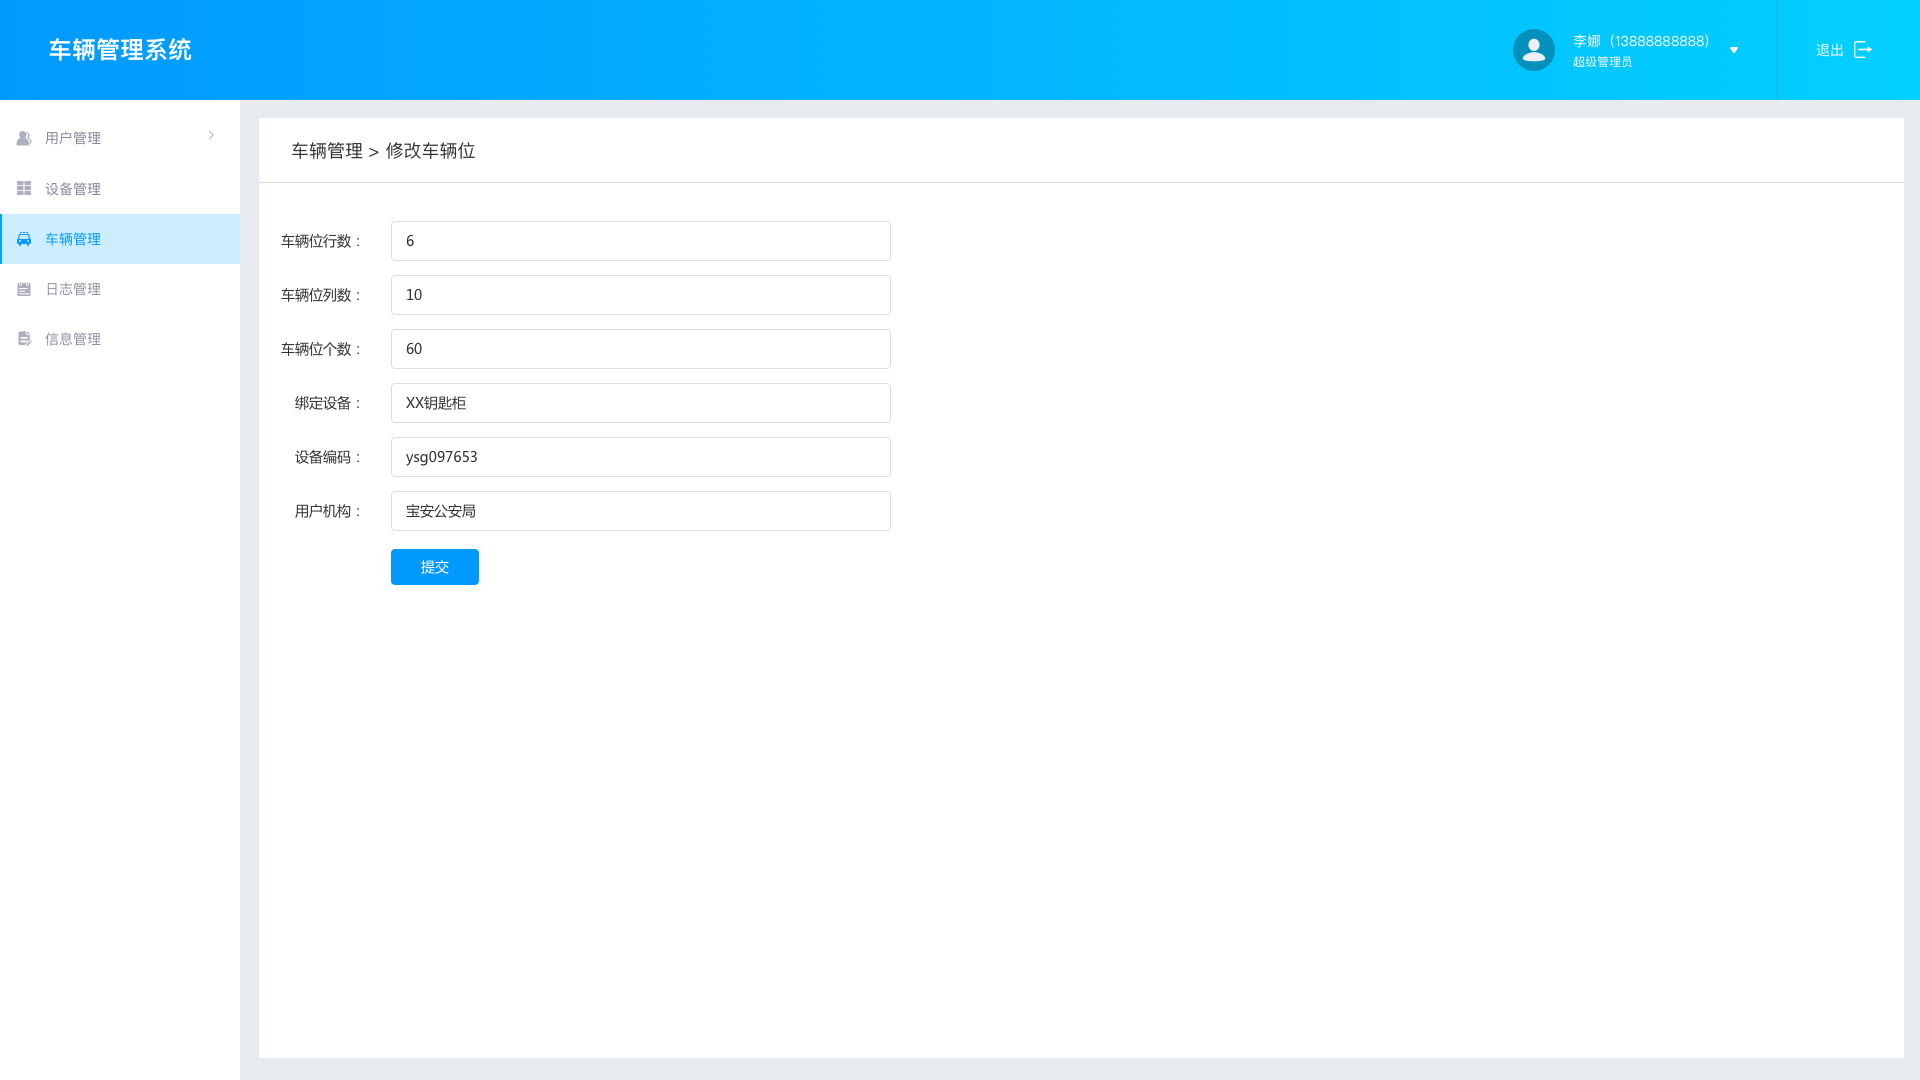 车辆管理系统
李娜（13888888888）
超级管理员
退出
用户管理
设备管理
车辆管理
日志管理
信息管理
车辆管理 > 修改车辆位
车辆位行数： 6
车辆位列数： 10
车辆位个数： 60
绑定设备： XX钥匙柜
设备编码： ysg097653
用户机构： 宝安公安局
提交